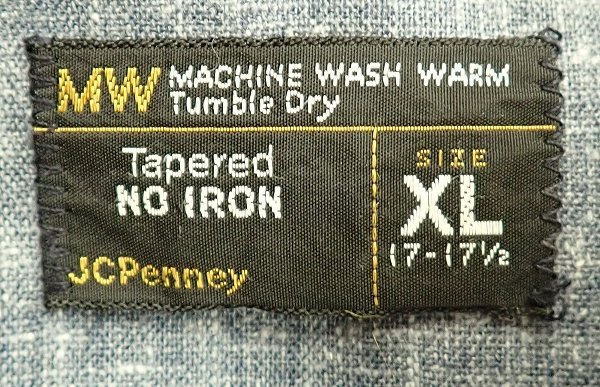 MW MACHINE WASH WARM
Tumble Dry
Tapered
NO IRON
JCPenney
SIZE
XL
17-17½